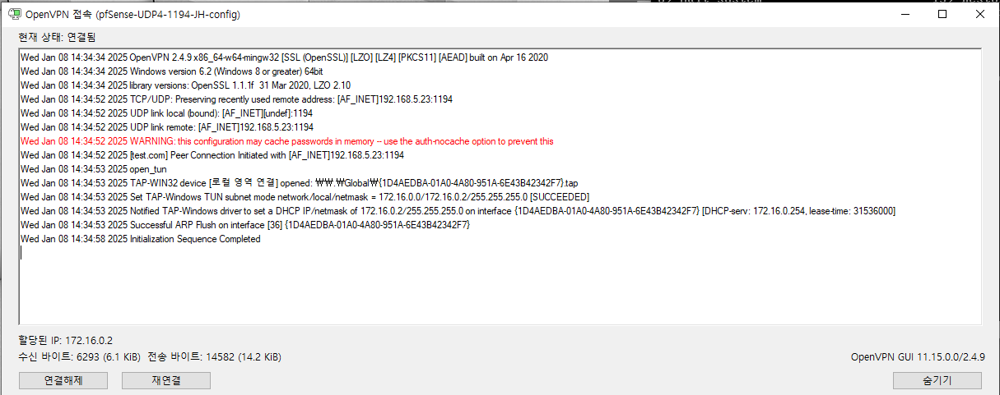 OpenVPN 접속 (pfSense-UDP4-1194-JH-config)
현재 상태: 연결됨
Wed Jan 08 14:34:34 2025 OpenVPN 2.4.9 x86_64-w64-mingw32 [SSL (OpenSSL)] [LZO] [LZ4] [PKCS11] [AEAD] built on Apr 16 2020
Wed Jan 08 14:34:34 2025 Windows version 6.2 (Windows 8 or greater) 64bit
Wed Jan 08 14:34:34 2025 library versions: OpenSSL 1.1.1f  31 Mar 2020, LZO 2.10
Wed Jan 08 14:34:52 2025 TCP/UDP: Preserving recently used remote address: [AF_INET]192.168.5.23:1194
Wed Jan 08 14:34:52 2025 UDP link local (bound): [AF_INET][undef]:1194
Wed Jan 08 14:34:52 2025 UDP link remote: [AF_INET]192.168.5.23:1194
Wed Jan 08 14:34:52 2025 WARNING: this configuration may cache passwords in memory -- use the auth-nocache option to prevent this
Wed Jan 08 14:34:52 2025 [test.com] Peer Connection Initiated with [AF_INET]192.168.5.23:1194
Wed Jan 08 14:34:53 2025 open_tun
Wed Jan 08 14:34:53 2025 TAP-WIN32 device [로컬 영역 연결] opened: ₩₩.₩Global₩{1D4AEDBA-01A0-4A80-951A-6E43B42342F7}.tap
Wed Jan 08 14:34:53 2025 Set TAP-Windows TUN subnet mode network/local/netmask = 172.16.0.0/172.16.0.2/255.255.255.0 [SUCCEEDED]
Wed Jan 08 14:34:53 2025 Notified TAP-Windows driver to set a DHCP IP/netmask of 172.16.0.2/255.255.255.0 on interface {1D4AEDBA-01A0-4A80-951A-6E43B42342F7} [DHCP-serv: 172.16.0.254, lease-time: 31536000]
Wed Jan 08 14:34:53 2025 Successful ARP Flush on interface [36] {1D4AEDBA-01A0-4A80-951A-6E43B42342F7}
Wed Jan 08 14:34:58 2025 Initialization Sequence Completed
할당된 IP: 172.16.0.2
수신 바이트: 6293 (6.1 KiB)  전송 바이트: 14582 (14.2 KiB)
OpenVPN GUI 11.15.0.0/2.4.9
연결해제
재연결
숨기기